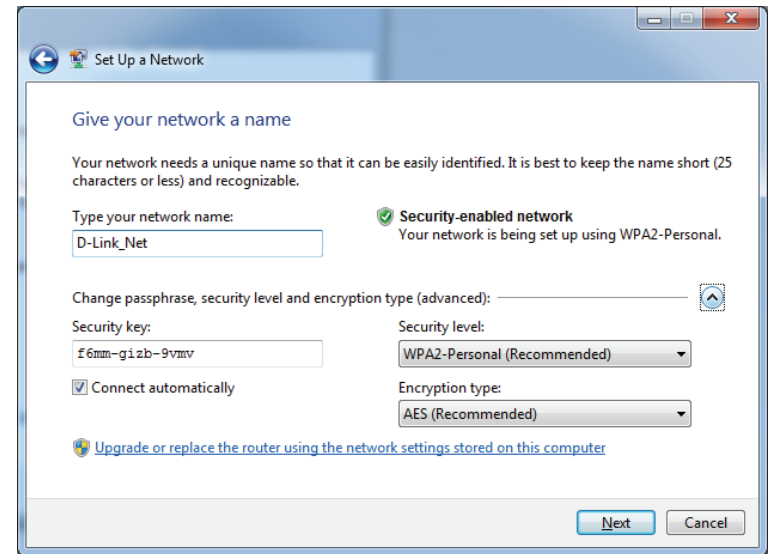 Set Up a Network
Give your network a name
Your network needs a unique name so that it can be easily identified. It is best to keep the name short (25
characters or less) and recognizable.
Type your network name:
D-Link_Net
Security-enabled network
Your network is being set up using WPA2-Personal.
Change passphrase, security level and encryption type (advanced):
Security key:
f6mm-gizb-9vmv
Security level:
WPA2-Personal (Recommended)
Connect automatically
Encryption type:
AES (Recommended)
Upgrade or replace the router using the network settings stored on this computer
Next
Cancel